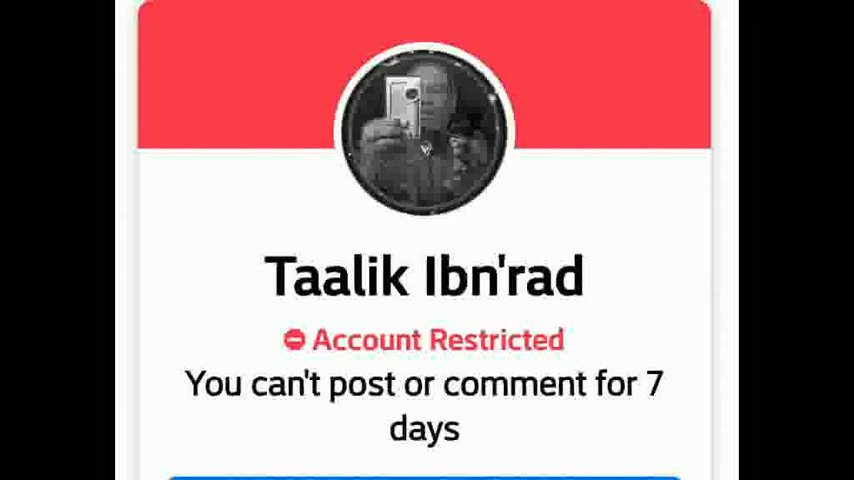 Taalik Ibn'rad
Account Restricted
You can't post or comment for 7
days